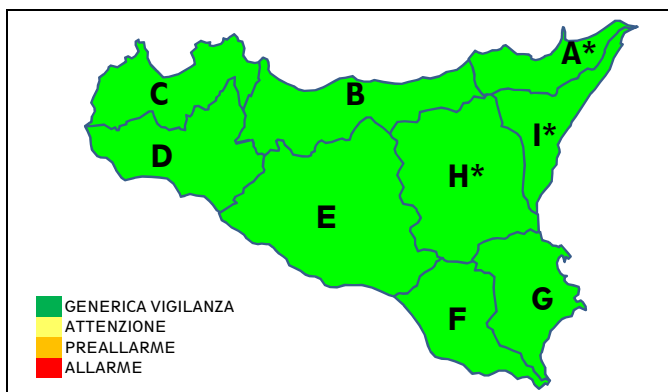 A*
C
B
I*
D
H*
E
G
F
GENERICA VIGILANZA
ATTENZIONE
PREALLARME
ALLARME